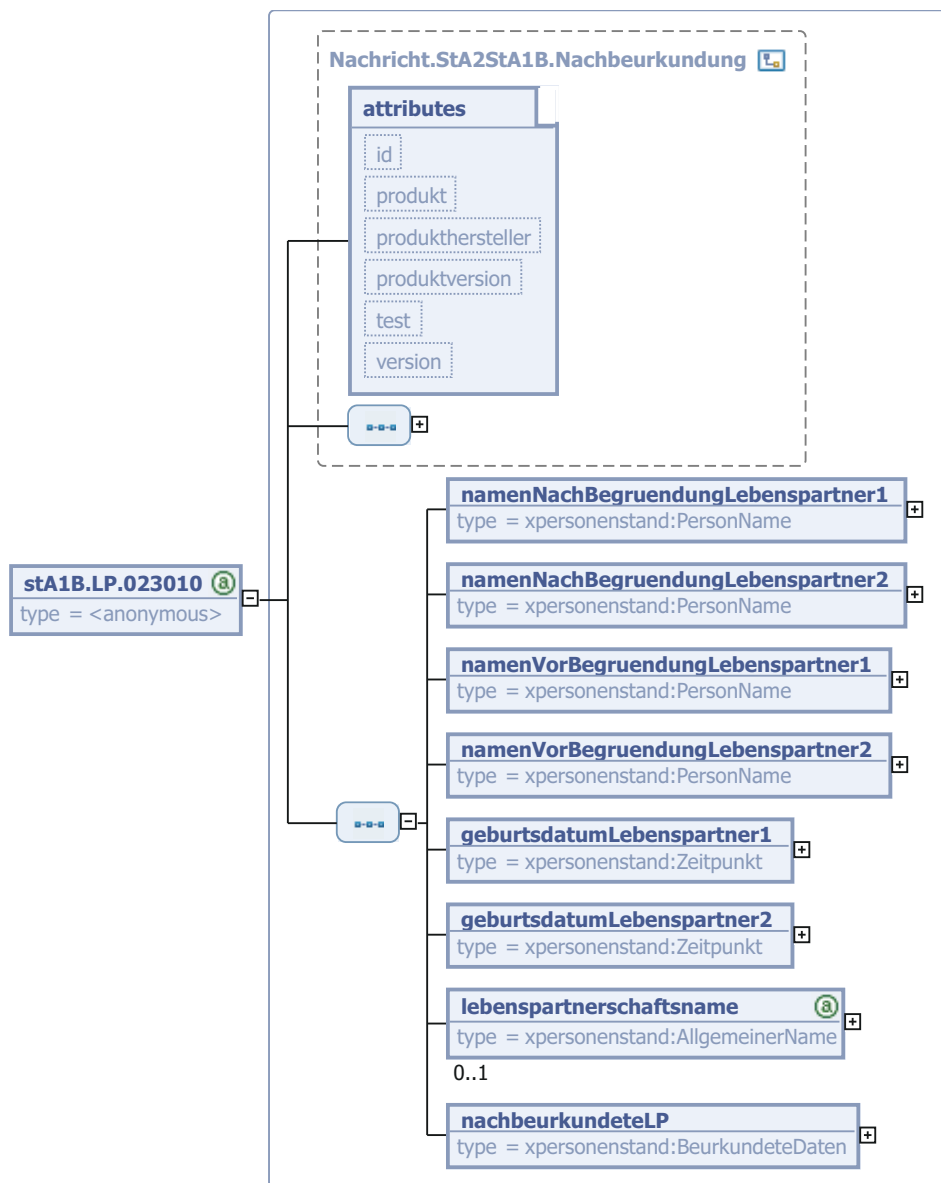 Nachricht.StA2StA1B.Nachbeurkundung
attributes
id
produkt
produkthersteller
produktversion
test
version
namenNachBegruendungLebenspartner1
type = xpersonenstand:PersonName
stA1B.LP.023010 a
type = <anonymous>
namenNachBegruendungLebenspartner2
type = xpersonenstand:PersonName
namenVorBegruendungLebenspartner1
type = xpersonenstand:PersonName
namenVorBegruendungLebenspartner2
type = xpersonenstand:PersonName
geburtsdatumLebenspartner1
type = xpersonenstand:Zeitpunkt
geburtsdatumLebenspartner2
type = xpersonenstand:Zeitpunkt
lebenspartnerschaftsname a
type = xpersonenstand:AllgemeinerName
0..1
nachbeurkundeteLP
type = xpersonenstand:BeurkundeteDaten